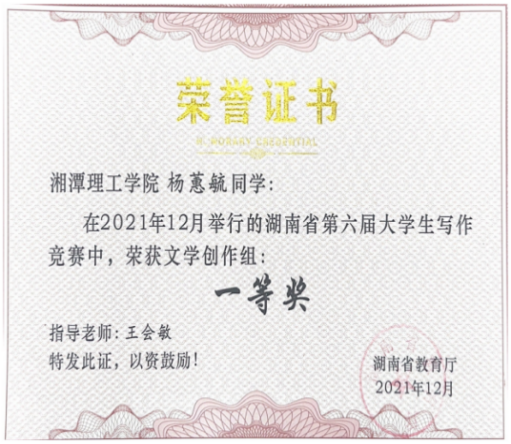 荣誉证书
HONORARY CREDENTIAL
湘潭理工学院 杨蕙毓同学：
在2021年12月举行的湖南省第六届大学生写作
竞赛中，荣获文学创作组：
一等奖
指导老师：王会敏
特发此证，以资鼓励！
湖南省教育厅
2021年12月